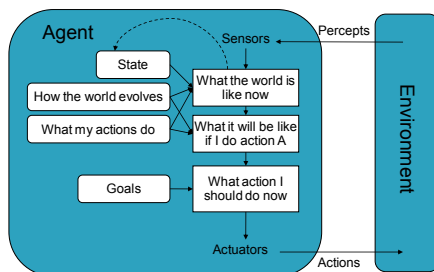 Agent
Sensors
Percepts
State
How the world evolves
What my actions do
What the world is
like now
What it will be like
if I do action A
Goals
What action I
should do now
Actuators
Actions
Environment